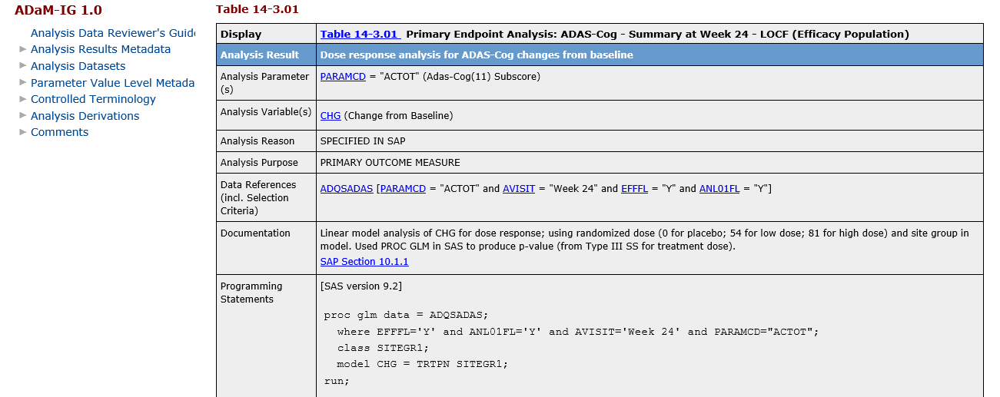 ADaM-IG 1.0
Analysis Data Reviewer's Guide
Analysis Results Metadata
Analysis Datasets
Parameter Value Level Metada
Controlled Terminology
Analysis Derivations
Comments
Table 14-3.01
Display
Table 14-3.01 Primary Endpoint Analysis: ADAS-Cog - Summary at Week 24 - LOCF (Efficacy Population)
Analysis Result
Dose response analysis for ADAS-Cog changes from baseline
Analysis Parameter
(s)
PARAMCD = "ACTOT" (Adas-Cog(11) Subscore)
Analysis Variable(s)
CHG (Change from Baseline)
Analysis Reason
SPECIFIED IN SAP
Analysis Purpose
PRIMARY OUTCOME MEASURE
Data References
(incl. Selection
Criteria)
ADQSADAS [PARAMCD = "ACTOT" and AVISIT = "Week 24" and EFFFL = "Y" and ANL01FL = "Y"]
Documentation
Linear model analysis of CHG for dose response; using randomized dose (0 for placebo; 54 for low dose; 81 for high dose) and site group in
model. Used PROC GLM in SAS to produce p-value (from Type III SS for treatment dose).
SAP Section 10.1.1
Programming
Statements
[SAS version 9.2]
proc glm data = ADQSADAS;
where EFFFL='Y' and ANL01FL='Y' and AVISIT='Week 24' and PARAMCD="ACTOT";
class SITEGR1;
model CHG = TRTPN SITEGR1;
run;